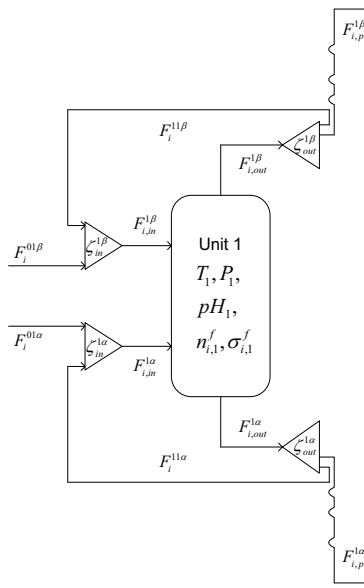 F_{i,p}^{1β}
F_i^{11β}
ζ_{out}^{1β}
F_{i,out}^{1β}
F_{i,in}^{1β}
ζ_{in}^{1β}
F_i^{01β}
Unit 1
T_1, P_1,
pH_1,
n_{i,1}^f, σ_{i,1}^f
F_i^{01α}
ζ_{in}^{1α}
F_{i,in}^{1α}
F_{i,out}^{1α}
ζ_{out}^{1α}
F_i^{11α}
F_{i,p}^{1α}